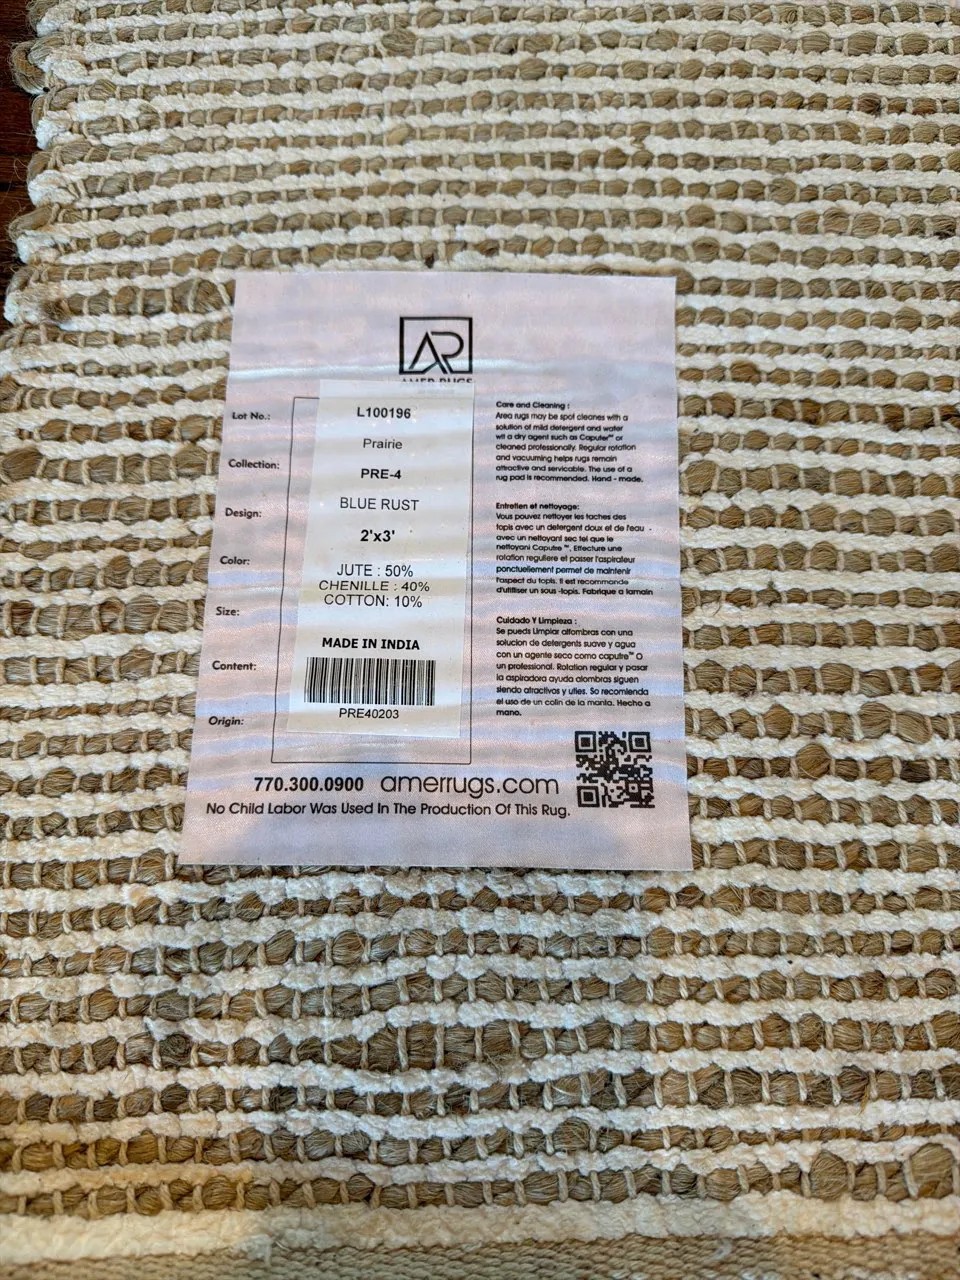 AR
AMER RUGS
Lot No.:
Collection:
Design:
Color:
Size:
Content:
Origin:
L100196
Prairie
PRE-4
BLUE RUST
2'x3'
JUTE : 50%
CHENILLE : 40%
COTTON: 10%
MADE IN INDIA
PRE40203
Care and Cleaning :
Area rugs may be spot cleanes with a
solution of mild detergent and water
wit a dry agent such as Caputer™ or
cleaned professionally. Regular rotation
and vacuuming helps rugs remain
attractive and servicable. The use of a
rug pad is recommended. Hand - made.
Entretien et nettoyage:
Vous pouvez nettoyer les taches des
topis avec un detergent doux et de l'eau
avec un nettoyant sec tel que le
nettoyani Caputre ™, Effecture une
rotation reguliere et passer l'aspirateur
ponctuellement permet de maintenir
l'aspect du topis. Il est recommande
d'utiliser un sous -topis. Fabrique a lamain
Cuidado Y Limpieza :
Se pueds Limpiar alfombras con una
solucion de detergents suave y agua
con un agente seco como caputre™ O
un professional. Rotation regular y pasar
la aspiradora ayuda alombras siguen
siendo atractivos y utles. So recomienda
el uso de un colin de la manta. Hecho a
mano.
770.300.0900 amerrugs.com
No Child Labor Was Used In The Production Of This Rug.